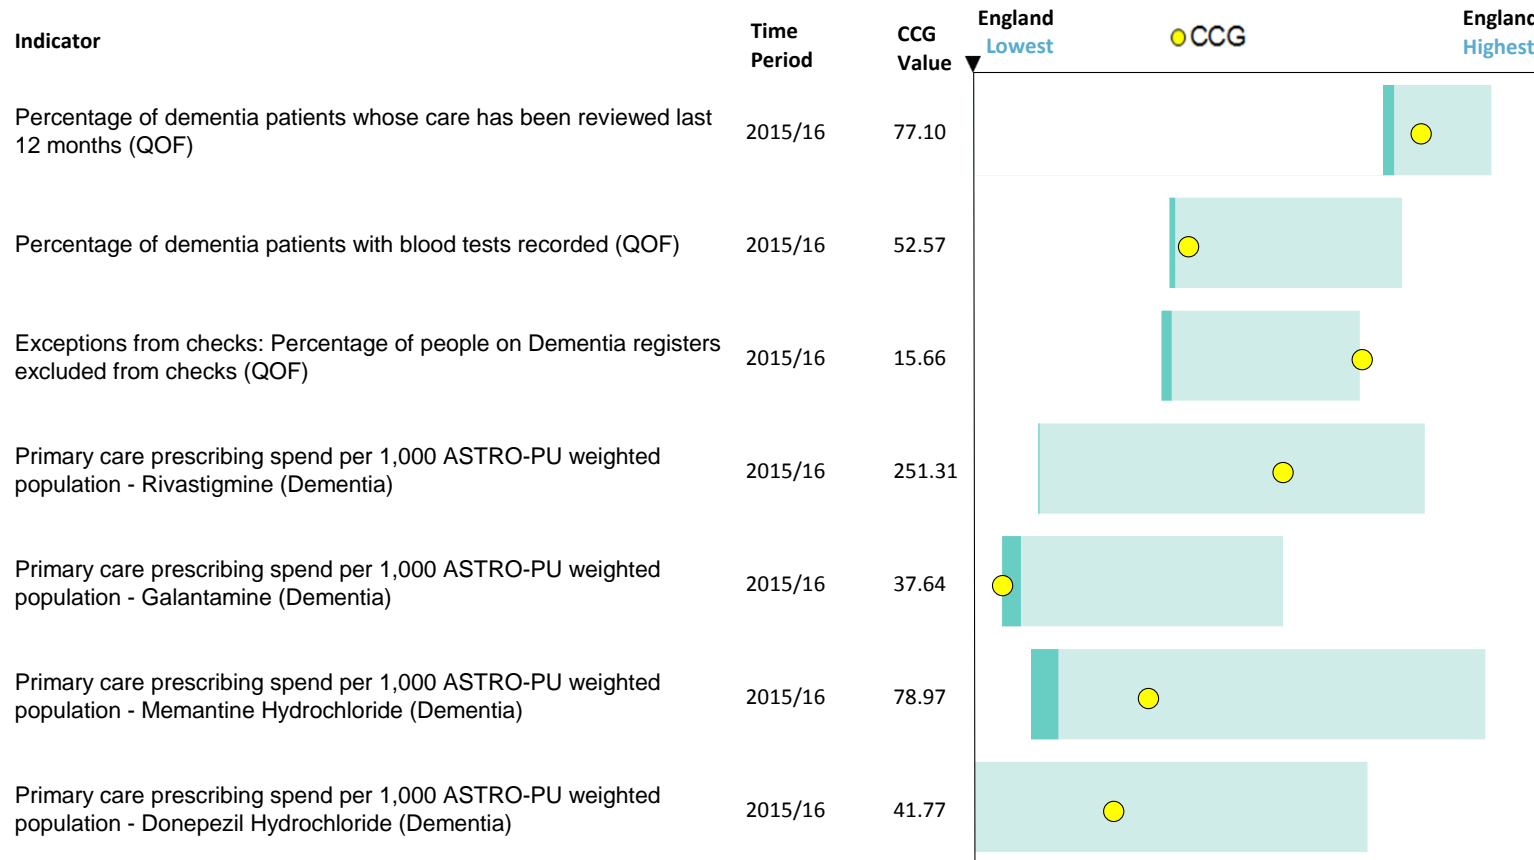 Indicator
Time Period
CCG Value
England Lowest
CCG
England Highest
Percentage of dementia patients whose care has been reviewed last
12 months (QOF)
2015/16
77.10
Percentage of dementia patients with blood tests recorded (QOF)
2015/16
52.57
Exceptions from checks: Percentage of people on Dementia registers
excluded from checks (QOF)
2015/16
15.66
Primary care prescribing spend per 1,000 ASTRO-PU weighted
population - Rivastigmine (Dementia)
2015/16
251.31
Primary care prescribing spend per 1,000 ASTRO-PU weighted
population - Galantamine (Dementia)
2015/16
37.64
Primary care prescribing spend per 1,000 ASTRO-PU weighted
population - Memantine Hydrochloride (Dementia)
2015/16
78.97
Primary care prescribing spend per 1,000 ASTRO-PU weighted
population - Donepezil Hydrochloride (Dementia)
2015/16
41.77